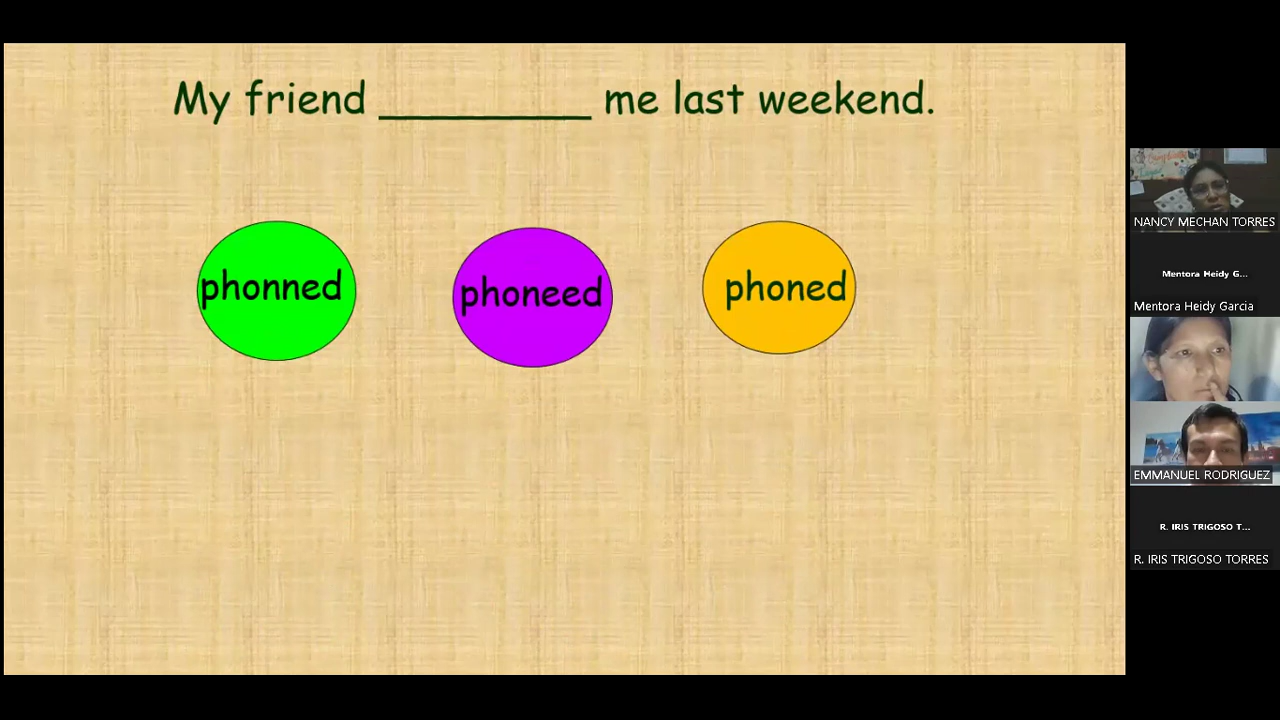 My friend _________ me last weekend.
phonned
phoneed
phoned
NANCY MECHAN TORRES
Mentora Heidy G...
Mentora Heidy Garcia
EMMANUEL RODRIGUEZ
R. IRIS TRIGOSO T...
R. IRIS TRIGOSO TORRES